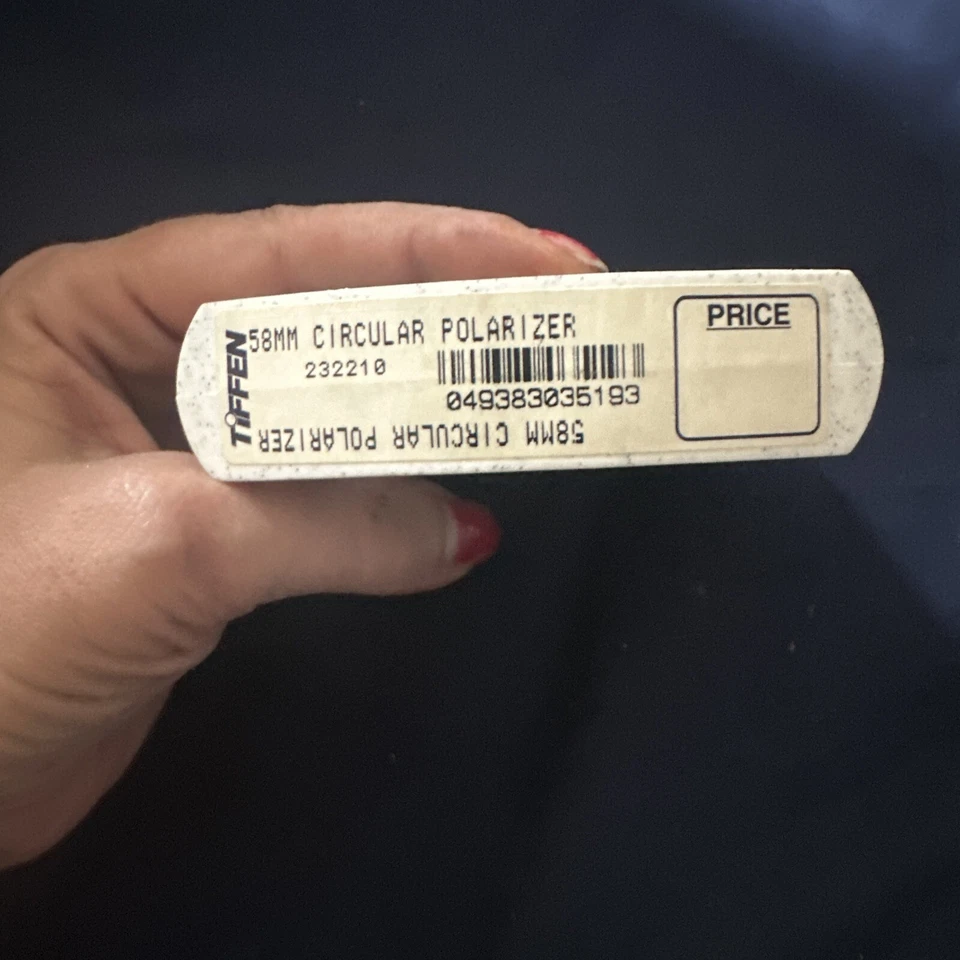 TIFFEN
58MM CIRCULAR POLARIZER
232210
049383035193
58MM CIRCULAR POLARIZER
PRICE